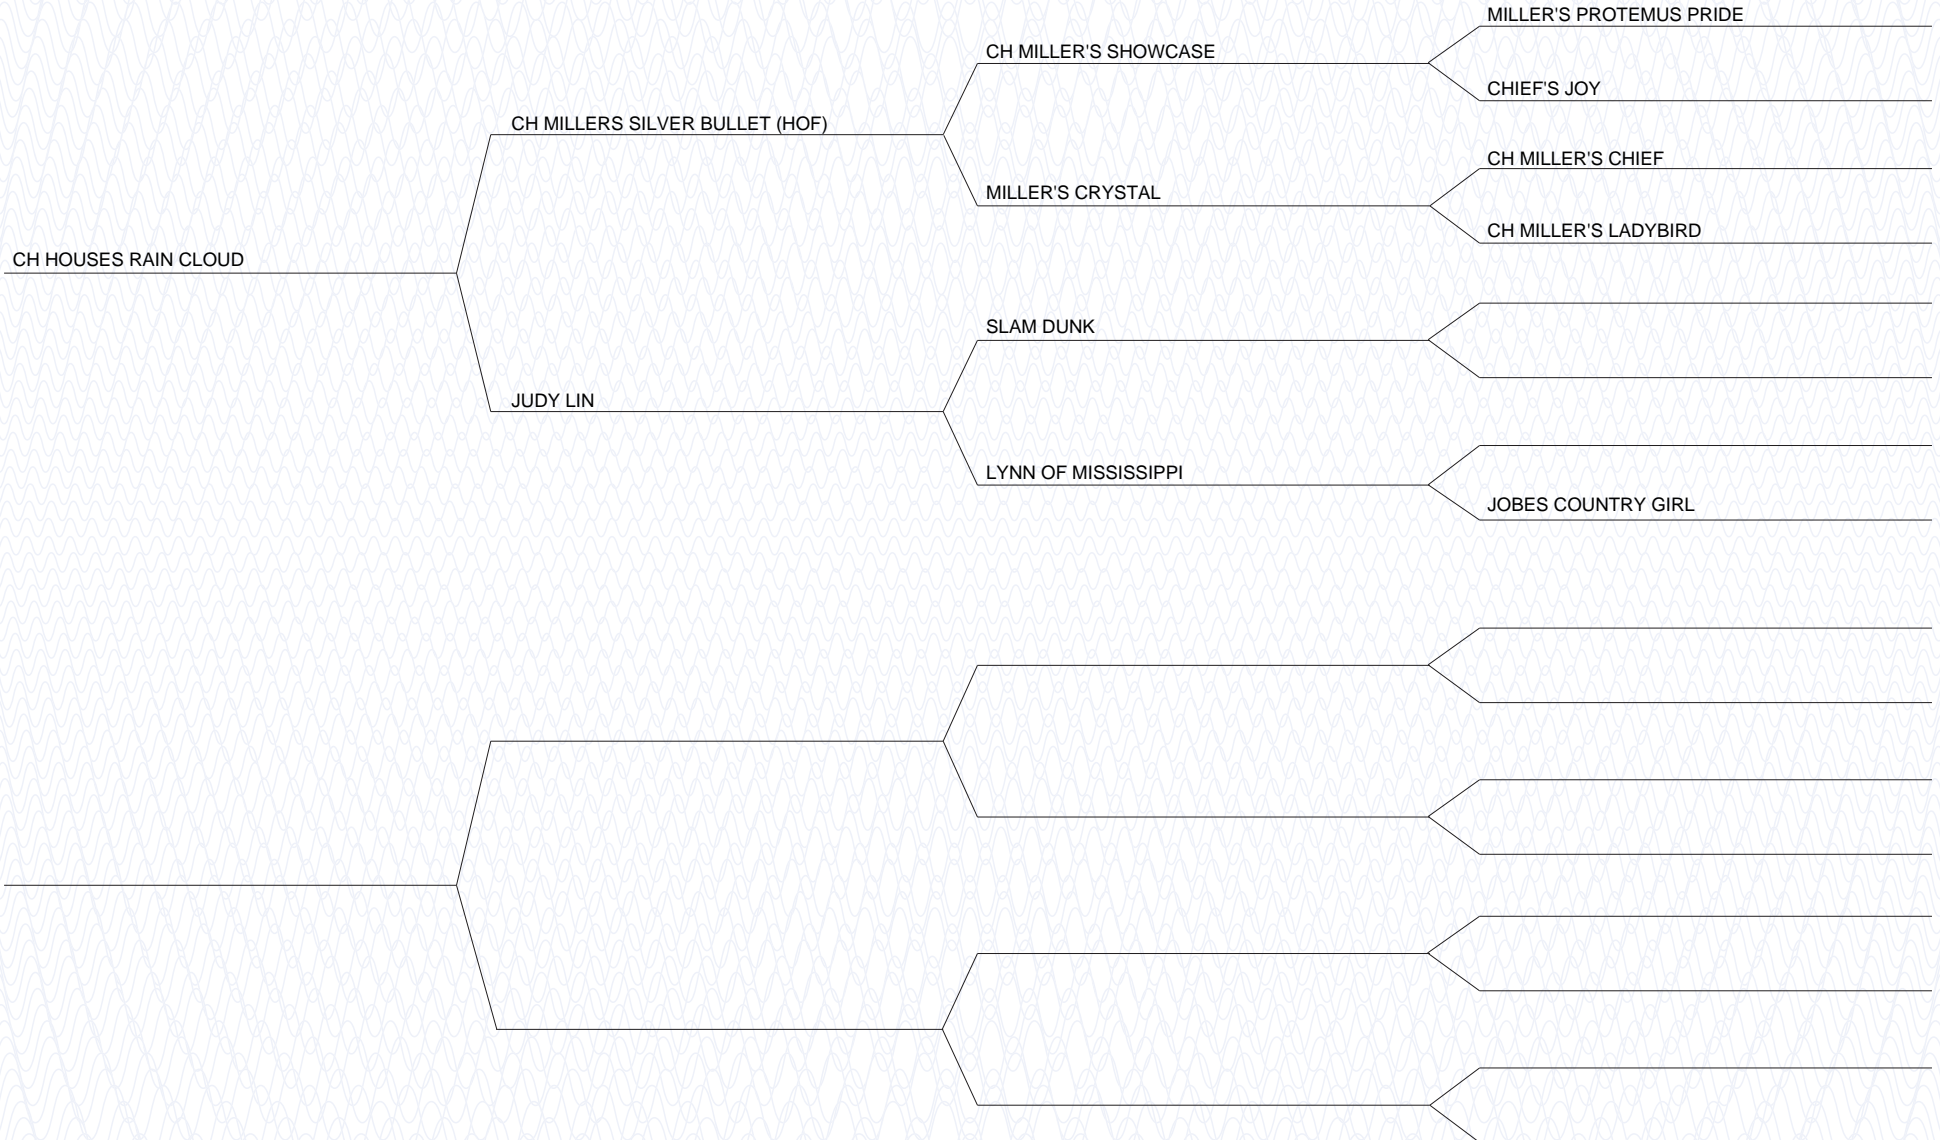 MILLER'S PROTEMUS PRIDE
CH MILLER'S SHOWCASE
CHIEF'S JOY
CH MILLERS SILVER BULLET (HOF)
CH MILLER'S CHIEF
MILLER'S CRYSTAL
CH MILLER'S LADYBIRD
CH HOUSES RAIN CLOUD
SLAM DUNK
JUDY LIN
LYNN OF MISSISSIPPI
JOBES COUNTRY GIRL